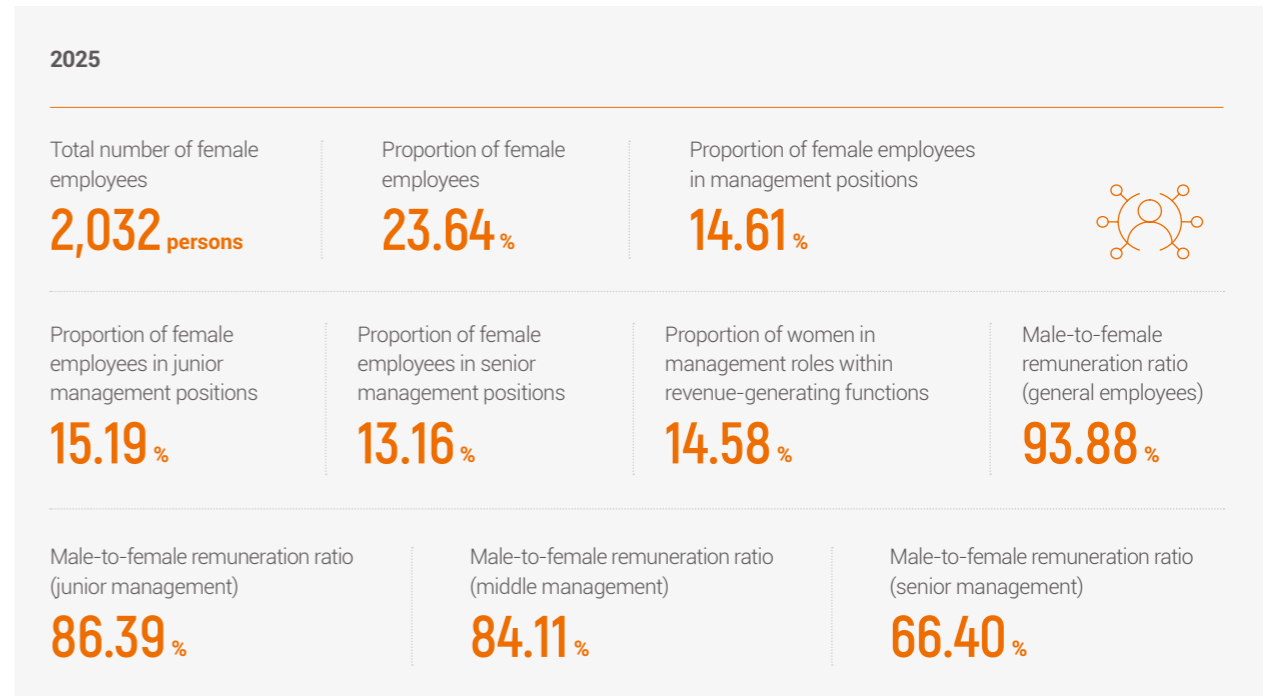 2025
Total number of female
employees
2,032 persons
Proportion of female
employees
23.64 %
Proportion of female employees
in management positions
14.61 %
Proportion of female
employees in junior
management positions
15.19 %
Proportion of female
employees in senior
management positions
13.16 %
Proportion of women in
management roles within
revenue-generating functions
14.58 %
Male-to-female
remuneration ratio
(general employees)
93.88 %
Male-to-female remuneration ratio
(junior management)
86.39 %
Male-to-female remuneration ratio
(middle management)
84.11 %
Male-to-female remuneration ratio
(senior management)
66.40 %